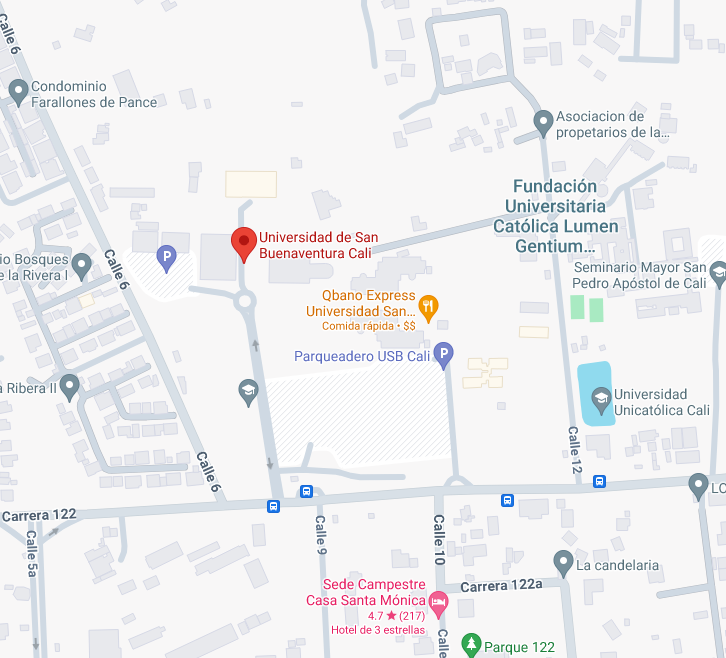 Calle 6
Condominio
Farallones de Pance
Asociacion de
propetarios de la...
Fundación
Universitaria
Católica Lumen
Gentium...
Universidad de San
Buenaventura Cali
P
io Bosques
e la Rivera I
Calle 6
Seminario Mayor San
Pedro Apóstol de Cali
Qbano Express
Universidad San...
Comida rápida • $$
Parqueadero USB Cali
P
a Ribera II
Universidad
Unicatólica Cali
Calle 12
Calle 6
Carrera 122
LO
Calle 5a
Calle 9
Calle 10
La candelaria
Carrera 122a
Sede Campestre
Casa Santa Mónica
4.7 ★ (217)
Hotel de 3 estrellas
Calle
Parque 122